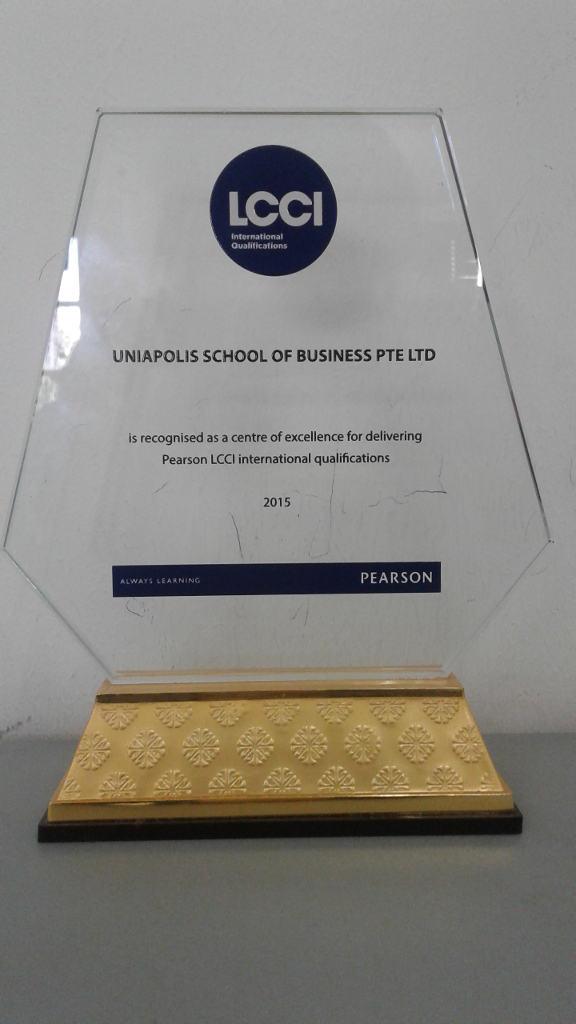 LCCI
International
Qualifications
UNIAPOLIS SCHOOL OF BUSINESS PTE LTD
is recognised as a centre of excellence for delivering
Pearson LCCI international qualifications
2015
ALWAYS LEARNING PEARSON